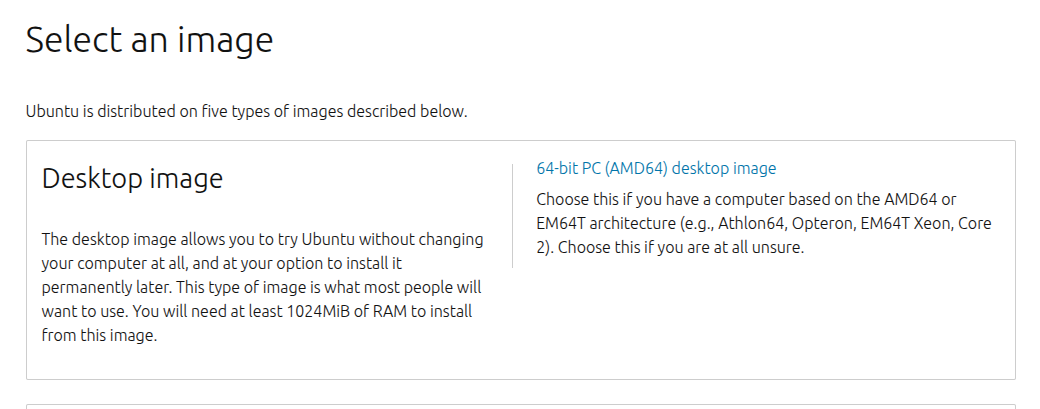 Select an image
Ubuntu is distributed on five types of images described below.
Desktop image
The desktop image allows you to try Ubuntu without changing
your computer at all, and at your option to install it
permanently later. This type of image is what most people will
want to use. You will need at least 1024MiB of RAM to install
from this image.
64-bit PC (AMD64) desktop image
Choose this if you have a computer based on the AMD64 or
EM64T architecture (e.g., Athlon64, Opteron, EM64T Xeon, Core
2). Choose this if you are at all unsure.